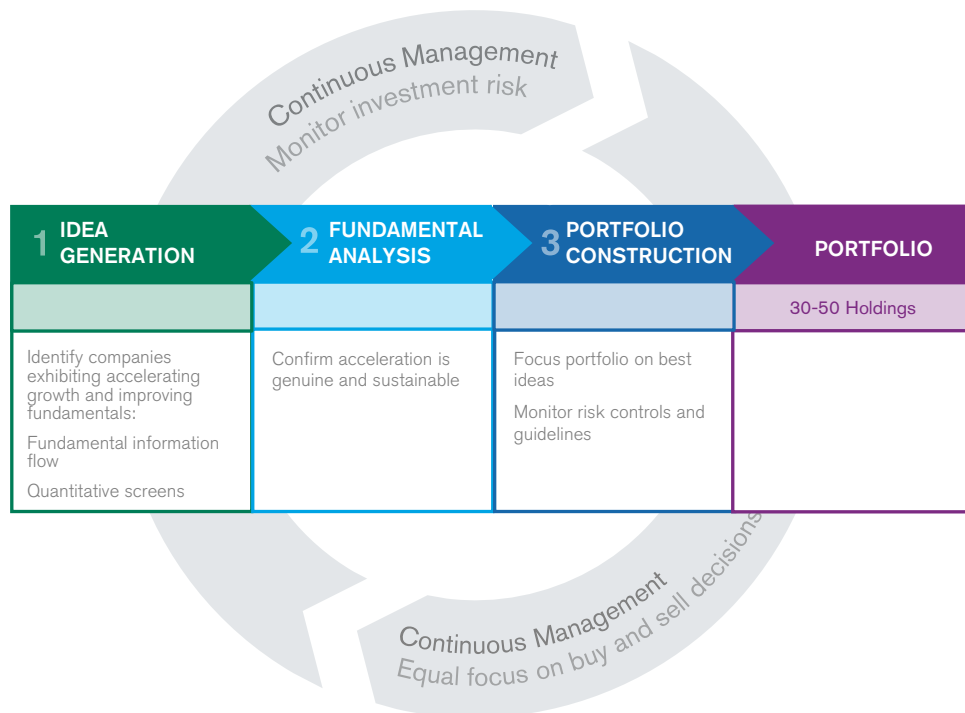 Continuous Management
Monitor investment risk
1 IDEA
GENERATION
2 FUNDAMENTAL
ANALYSIS
3 PORTFOLIO
CONSTRUCTION
PORTFOLIO
30-50 Holdings
Identify companies
exhibiting accelerating
growth and improving
fundamentals:
Fundamental information
flow
Quantitative screens
Confirm acceleration is
genuine and sustainable
Focus portfolio on best
ideas
Monitor risk controls and
guidelines
Continuous Management
Equal focus on buy and sell decisions